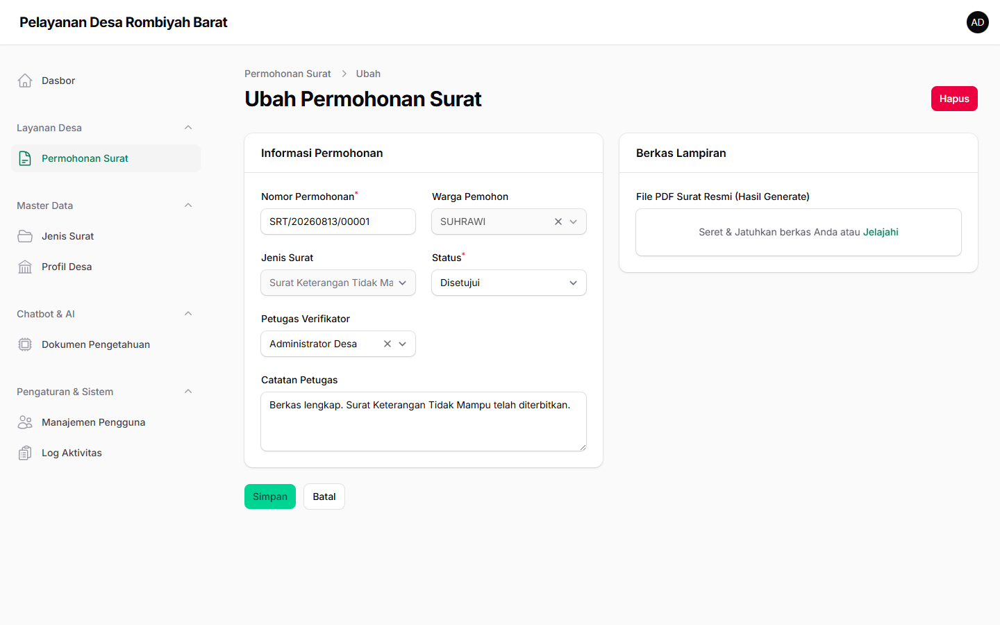 Pelayanan Desa Rombiyah Barat
AD
Dasbor
Layanan Desa
Permohonan Surat
Master Data
Jenis Surat
Profil Desa
Chatbot & AI
Dokumen Pengetahuan
Pengaturan & Sistem
Manajemen Pengguna
Log Aktivitas
Permohonan Surat > Ubah
Ubah Permohonan Surat
Hapus
Informasi Permohonan
Nomor Permohonan*
SRT/20260813/00001
Warga Pemohon
SUHRAWI
Jenis Surat
Surat Keterangan Tidak Ma
Status*
Disetujui
Petugas Verifikator
Administrator Desa
Catatan Petugas
Berkas lengkap. Surat Keterangan Tidak Mampu telah diterbitkan.
Simpan
Batal
Berkas Lampiran
File PDF Surat Resmi (Hasil Generate)
Seret & Jatuhkan berkas Anda atau Jelajahi